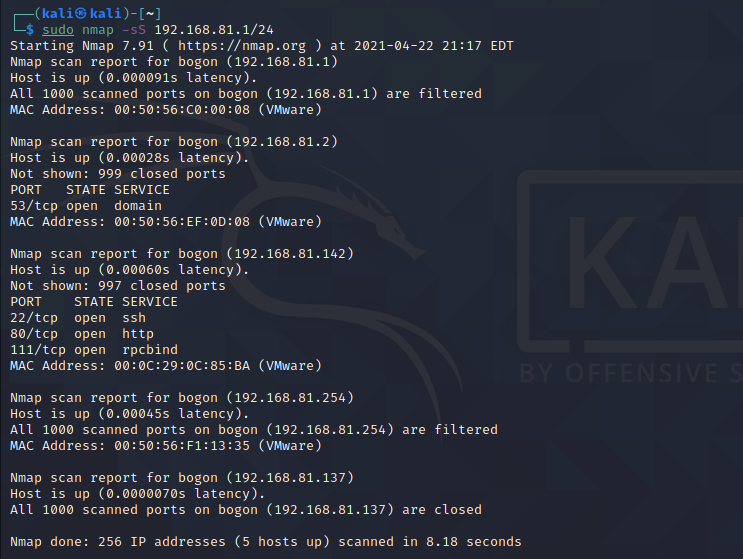 ┌──(kali㉿kali)-[~]
└─$ sudo nmap -sS 192.168.81.1/24
Starting Nmap 7.91 ( https://nmap.org ) at 2021-04-22 21:17 EDT
Nmap scan report for bogon (192.168.81.1)
Host is up (0.000091s latency).
All 1000 scanned ports on bogon (192.168.81.1) are filtered
MAC Address: 00:50:56:C0:00:08 (VMware)

Nmap scan report for bogon (192.168.81.2)
Host is up (0.00028s latency).
Not shown: 999 closed ports
PORT   STATE SERVICE
53/tcp open  domain
MAC Address: 00:50:56:EF:0D:08 (VMware)

Nmap scan report for bogon (192.168.81.142)
Host is up (0.00060s latency).
Not shown: 997 closed ports
PORT    STATE SERVICE
22/tcp  open  ssh
80/tcp  open  http
111/tcp open  rpcbind
MAC Address: 00:0C:29:0C:85:BA (VMware)

Nmap scan report for bogon (192.168.81.254)
Host is up (0.00045s latency).
All 1000 scanned ports on bogon (192.168.81.254) are filtered
MAC Address: 00:50:56:F1:13:35 (VMware)

Nmap scan report for bogon (192.168.81.137)
Host is up (0.0000070s latency).
All 1000 scanned ports on bogon (192.168.81.137) are closed

Nmap done: 256 IP addresses (5 hosts up) scanned in 8.18 seconds
KA
BY OFFENSIVE S